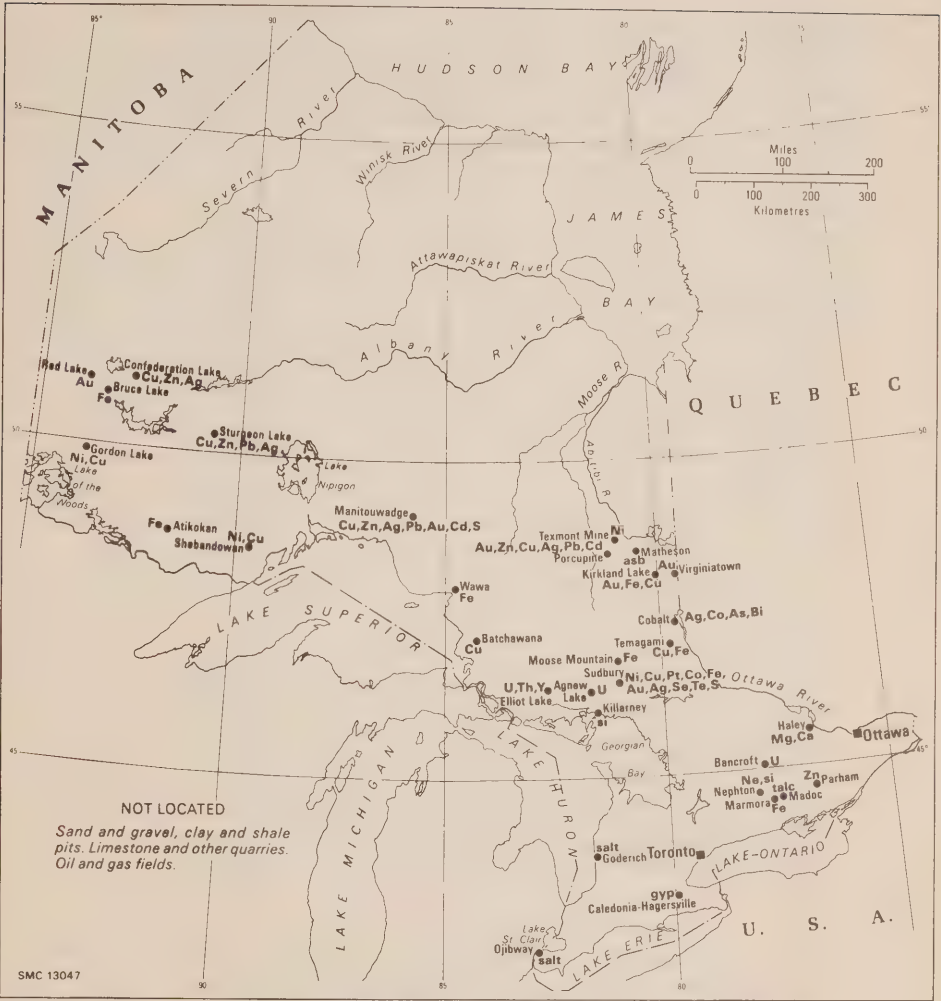 95°
90
85
80
75
HUDSON BAY
MANITOBA
55
55°
Severn River
Winisk River
Miles
0 100 200
0 100 200 300
Kilometres
JAMES
BAY
Attawapiskat River
Albany River
Moose R.
Abitibi R.
QUEBEC
Red Lake
Au
Confederation Lake
Cu,Zn,Ag
Bruce Lake
Fe
50
50
Sturgeon Lake
Cu,Zn,Pb,Ag
Gordon Lake
Ni,Cu
Lake
of the
Woods
Lake
Nipigon
Manitouwadge
Cu,Zn,Ag,Pb,Au,Cd,S
Fe Atikokan
Ni,Cu
Shebandowan
Texmont Mine Ni
Au,Zn,Cu,Ag,Pb,Cd
Porcupine
Matheson
asb
Kirkland Lake
Au,Fe,Cu
Au
Virginiatown
Wawa
Fe
LAKE SUPERIOR
Cobalt Ag,Co,As,Bi
Batchawana
Cu
Temagami
Cu,Fe
Moose Mountain Fe
Sudbury
Ni,Cu,Pt,Co,Fe,
Au,Ag,Se,Te,S
Ottawa River
U,Th,Y
Elliot Lake
Agnew
Lake
U
Killarney
si
Haley
Mg,Ca
Ottawa
Georgian
Bay
45
45°
Bancroft U
LAKE HURON
LAKE MICHIGAN
Ne,si
Nephton
talc
Madoc
Zn
Parham
Marmora
Fe
NOT LOCATED
Sand and gravel, clay and shale
pits. Limestone and other quarries.
Oil and gas fields.
salt
Goderich
Toronto
LAKE ONTARIO
gyp
Caledonia-Hagersville
U. S. A.
Lake
St Clair
Ojibway
salt
LAKE ERIE
SMC 13047
90
85
80